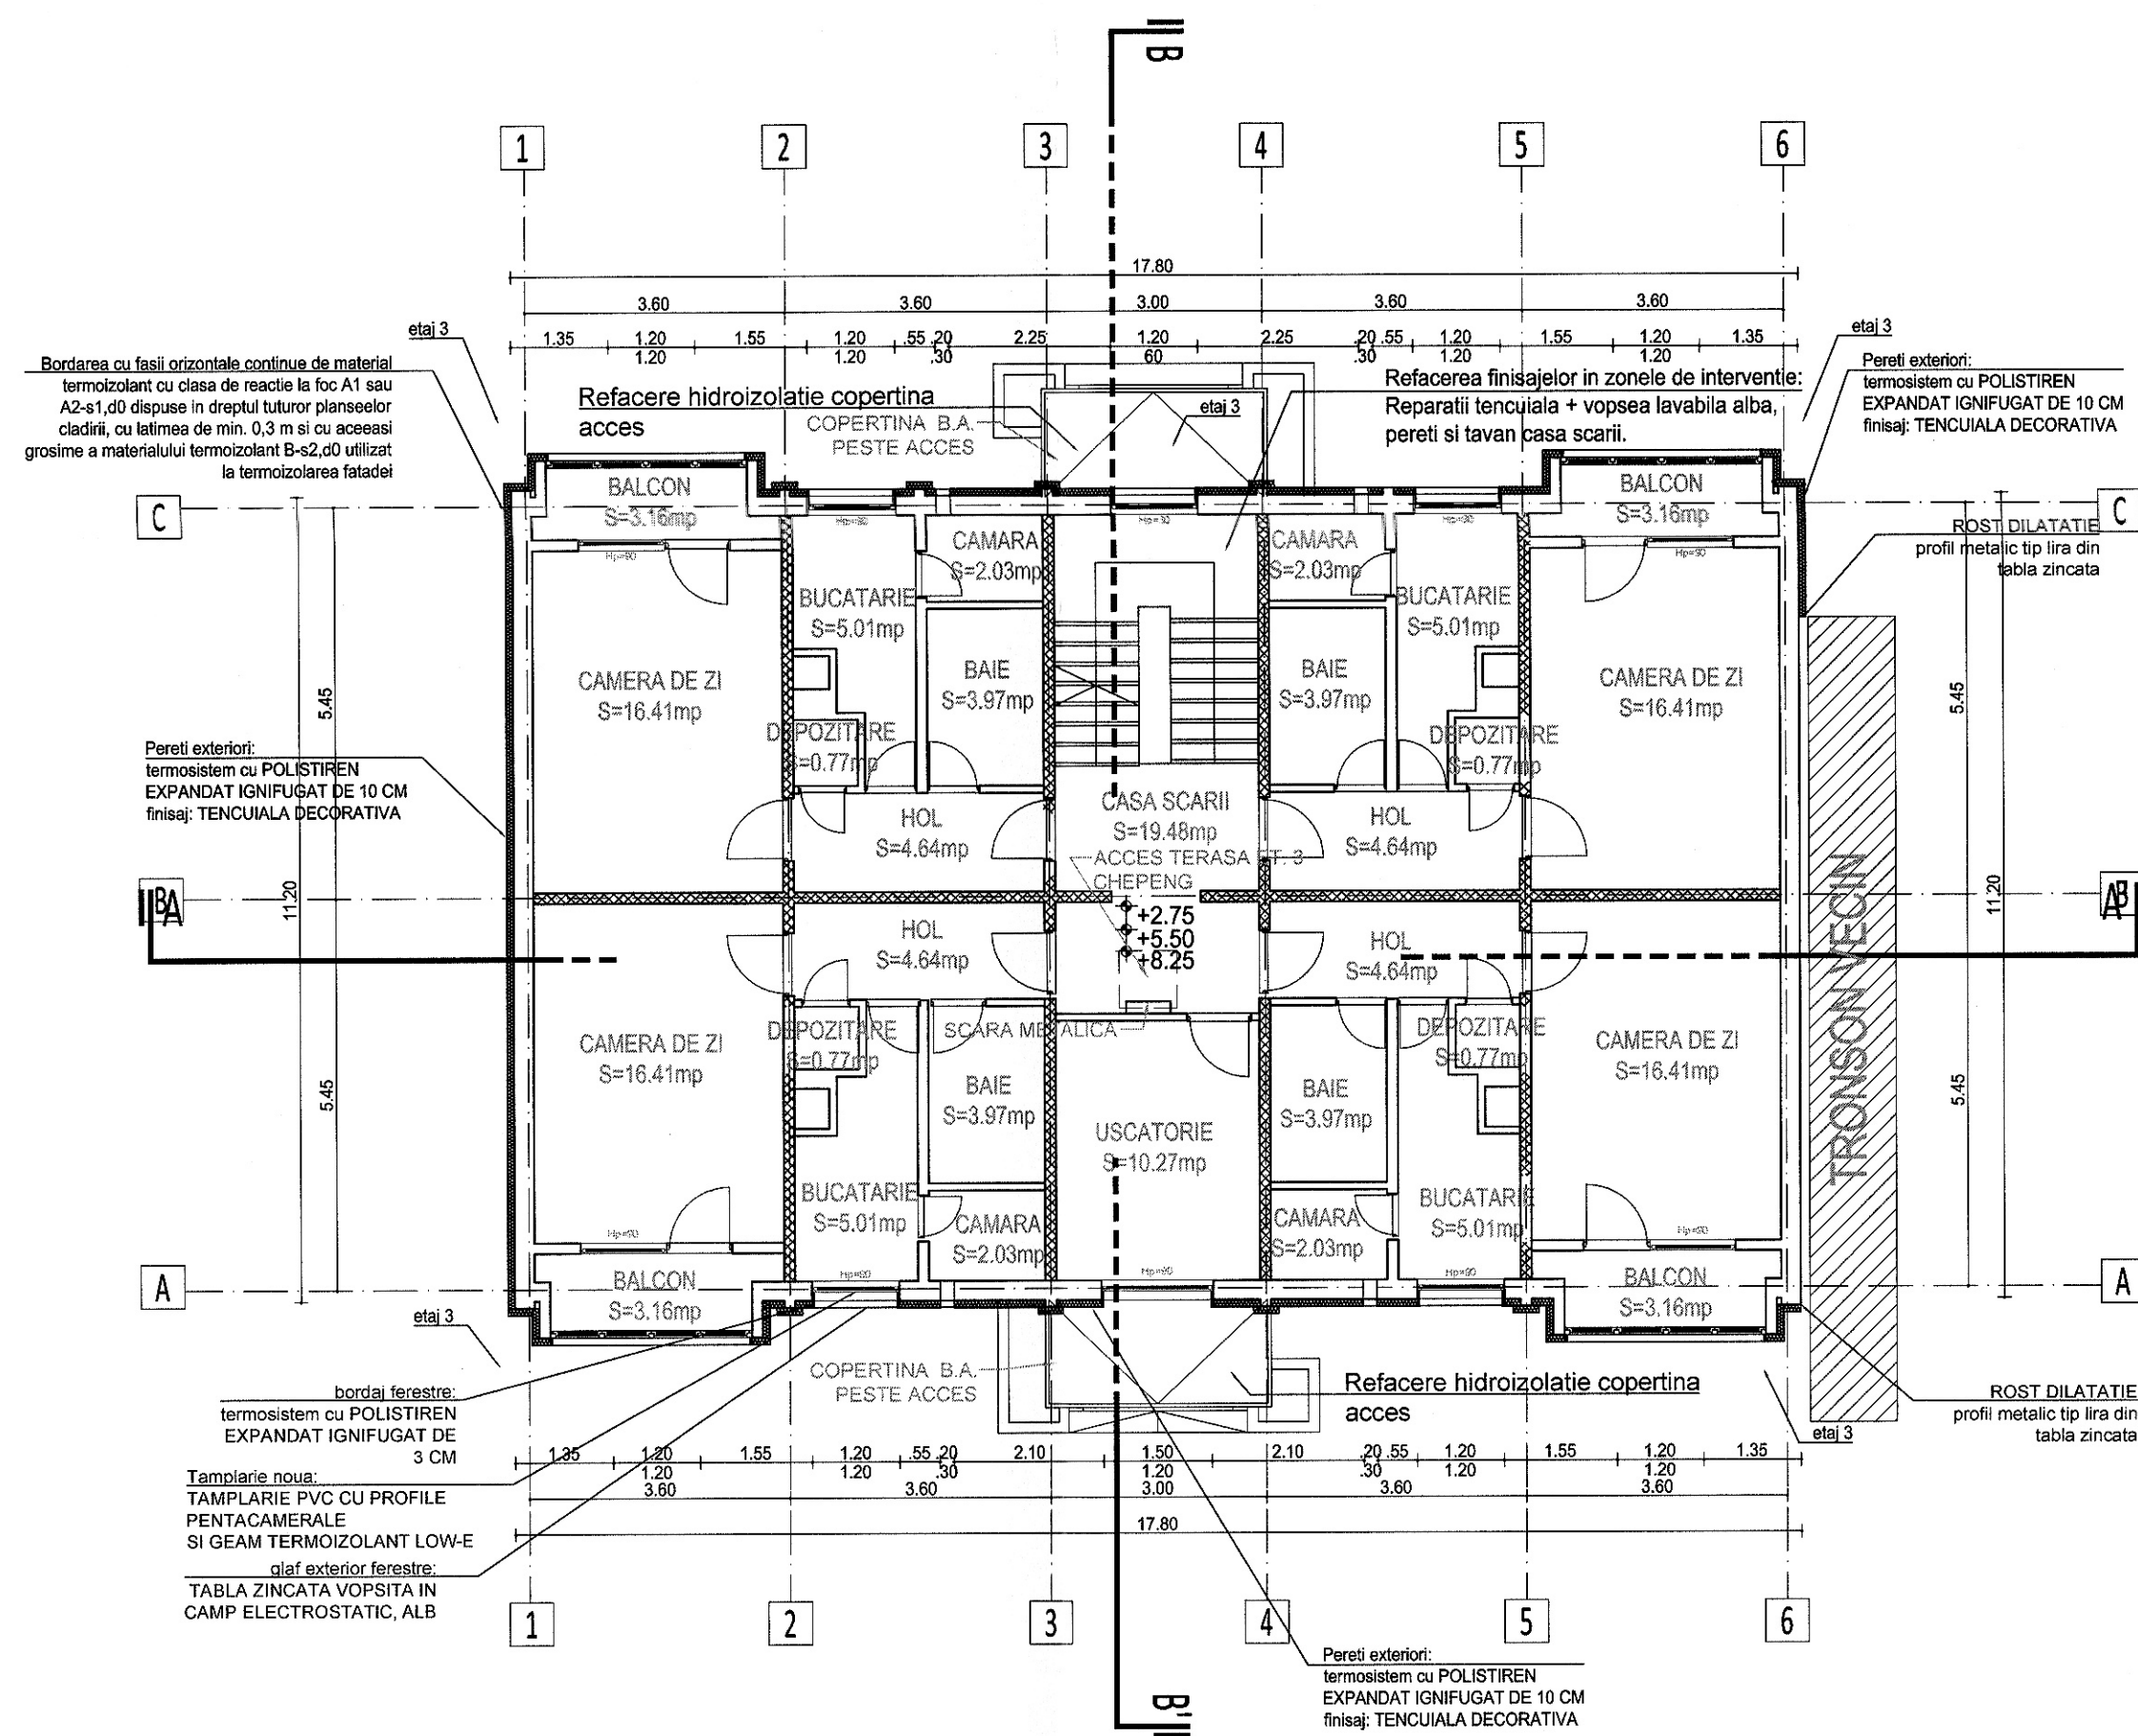 B
1 2 3 4 5 6
17.80
3.60 3.60 3.00 3.60 3.60
1.35 1.20 1.55 1.20 .55 .20 2.25 1.20 2.25 .20 .55 1.20 1.55 1.20 1.35
1.20 1.20 .30 60 .30 1.20 1.20
etaj 3
etaj 3
Bordarea cu fasii orizontale continue de material
termoizolant cu clasa de reactie la foc A1 sau
A2-s1,d0 dispuse in dreptul tuturor planseelor
cladirii, cu latimea de min. 0,3 m si cu aceeasi
grosime a materialului termoizolant B-s2,d0 utilizat
la termoizolarea fatadei
Refacere hidroizolatie copertina
acces
COPERTINA B.A.
PESTE ACCES
etaj 3
Refacerea finisajelor in zonele de interventie:
Reparatii tencuiala + vopsea lavabila alba,
pereti si tavan casa scarii.
Pereti exteriori:
termosistem cu POLISTIREN
EXPANDAT IGNIFUGAT DE 10 CM
finisaj: TENCUIALA DECORATIVA
C
C
ROST DILATATIE
profil metalic tip lira din
tabla zincata
BALCON
S=3.16mp
BALCON
S=3.16mp
Hp=90
Hp=90
Hp=90
Hp=90
CAMARA
S=2.03mp
CAMARA
S=2.03mp
BUCATARIE
S=5.01mp
BUCATARIE
S=5.01mp
CAMERA DE ZI
S=16.41mp
BAIE
S=3.97mp
BAIE
S=3.97mp
CAMERA DE ZI
S=16.41mp
5.45
5.45
DEPOZITARE
S=0.77mp
DEPOZITARE
S=0.77mp
Pereti exteriori:
termosistem cu POLISTIREN
EXPANDAT IGNIFUGAT DE 10 CM
finisaj: TENCUIALA DECORATIVA
HOL
S=4.64mp
CASA SCARII
S=19.48mp
HOL
S=4.64mp
ACCES TERASA ET. 3
CHEPENG
11.20
11.20
B
A
A'
B
+2.75
+5.50
+8.25
HOL
S=4.64mp
HOL
S=4.64mp
TRONSON VECIN
DEPOZITARE
S=0.77mp
SCARA METALICA
DEPOZITARE
S=0.77mp
CAMERA DE ZI
S=16.41mp
BAIE
S=3.97mp
BAIE
S=3.97mp
CAMERA DE ZI
S=16.41mp
5.45
5.45
USCATORIE
S=10.27mp
BUCATARIE
S=5.01mp
BUCATARIE
S=5.01mp
CAMARA
S=2.03mp
CAMARA
S=2.03mp
Hp=90
Hp=90
Hp=90
Hp=90
Hp=90
A
A
BALCON
S=3.16mp
BALCON
S=3.16mp
etaj 3
COPERTINA B.A.
PESTE ACCES
Refacere hidroizolatie copertina
acces
ROST DILATATIE
profil metalic tip lira din
tabla zincata
etaj 3
bordaj ferestre:
termosistem cu POLISTIREN
EXPANDAT IGNIFUGAT DE
3 CM
1.35 1.20 1.55 1.20 .55 .20 2.10 1.50 2.10 .20 .55 1.20 1.55 1.20 1.35
1.20 1.20 .30 1.20 .30 1.20 1.20
3.60 3.60 3.00 3.60 3.60
17.80
Tamplarie noua:
TAMPLARIE PVC CU PROFILE
PENTACAMERALE
SI GEAM TERMOIZOLANT LOW-E
glaf exterior ferestre:
TABLA ZINCATA VOPSITA IN
CAMP ELECTROSTATIC, ALB
1 2 3 4 5 6
Pereti exteriori:
termosistem cu POLISTIREN
EXPANDAT IGNIFUGAT DE 10 CM
finisaj: TENCUIALA DECORATIVA
B'